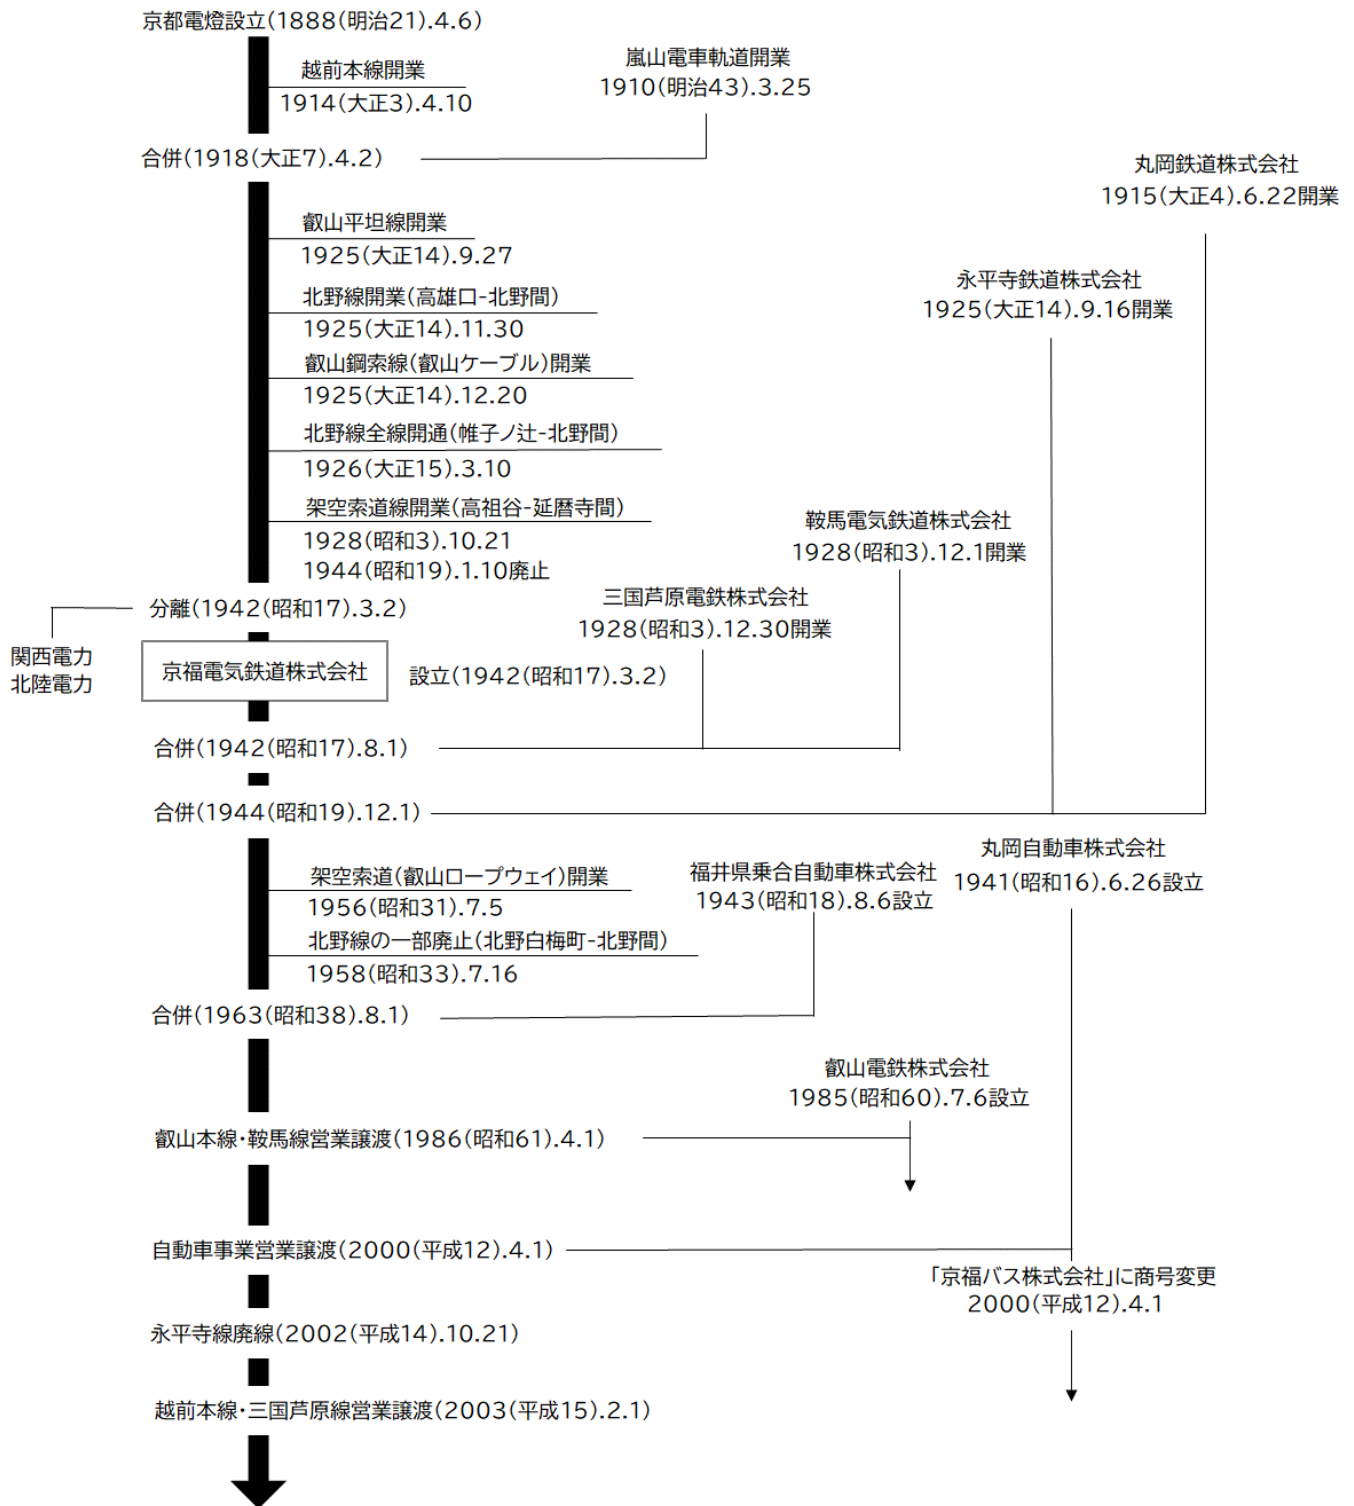 京都電燈設立(1888(明治21).4.6)
越前本線開業
1914(大正3).4.10
嵐山電車軌道開業
1910(明治43).3.25
合併(1918(大正7).4.2)
丸岡鉄道株式会社
1915(大正4).6.22開業
叡山平坦線開業
1925(大正14).9.27
永平寺鉄道株式会社
1925(大正14).9.16開業
北野線開業(高雄口-北野間)
1925(大正14).11.30
叡山鋼索線(叡山ケーブル)開業
1925(大正14).12.20
北野線全線開通(帷子ノ辻-北野間)
1926(大正15).3.10
架空索道線開業(高祖谷-延暦寺間)
1928(昭和3).10.21
1944(昭和19).1.10廃止
鞍馬電気鉄道株式会社
1928(昭和3).12.1開業
分離(1942(昭和17).3.2)
三国芦原電鉄株式会社
1928(昭和3).12.30開業
関西電力
北陸電力
京福電気鉄道株式会社
設立(1942(昭和17).3.2)
合併(1942(昭和17).8.1)
合併(1944(昭和19).12.1)
丸岡自動車株式会社
1941(昭和16).6.26設立
架空索道(叡山ロープウェイ)開業
1956(昭和31).7.5
福井県乗合自動車株式会社
1943(昭和18).8.6設立
北野線の一部廃止(北野白梅町-北野間)
1958(昭和33).7.16
合併(1963(昭和38).8.1)
叡山電鉄株式会社
1985(昭和60).7.6設立
叡山本線・鞍馬線営業譲渡(1986(昭和61).4.1)
自動車事業営業譲渡(2000(平成12).4.1)
「京福バス株式会社」に商号変更
2000(平成12).4.1
永平寺線廃線(2002(平成14).10.21)
越前本線・三国芦原線営業譲渡(2003(平成15).2.1)